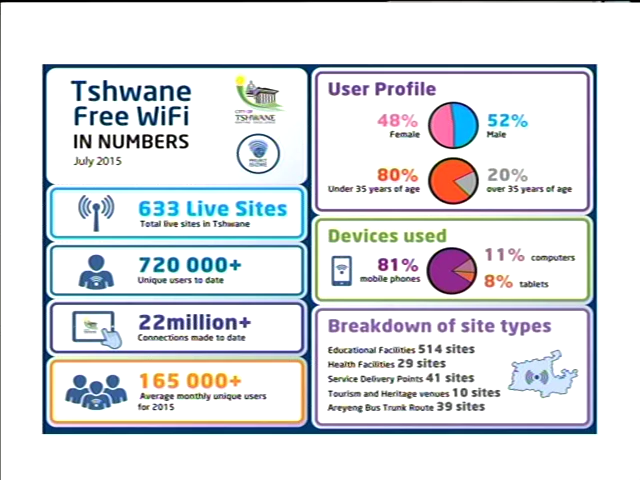 Tshwane
Free WiFi
IN NUMBERS
July 2015
CITY OF
TSHWANE
633 Live Sites
Total live sites in Tshwane
720 000+
Unique users to date
22million+
Connections made to date
165 000+
Average monthly unique users
for 2015
User Profile
48%
Female
52%
Male
80%
Under 35 years of age
20%
over 35 years of age
Devices used
81%
mobile phones
11% computers
8% tablets
Breakdown of site types
Educational Facilities 514 sites
Health Facilities 29 sites
Service Delivery Points 41 sites
Tourism and Heritage venues 10 sites
Areyeng Bus Trunk Route 39 sites